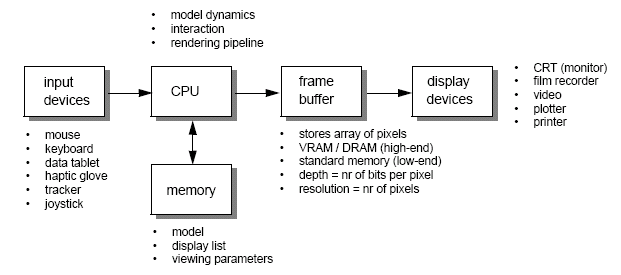 • model dynamics
• interaction
• rendering pipeline
input
devices
CPU
frame
buffer
display
devices
• CRT (monitor)
• film recorder
• video
• plotter
• printer
• mouse
• keyboard
• data tablet
• haptic glove
• tracker
• joystick
memory
• stores array of pixels
• VRAM / DRAM (high-end)
• standard memory (low-end)
• depth = nr of bits per pixel
• resolution = nr of pixels
• model
• display list
• viewing parameters